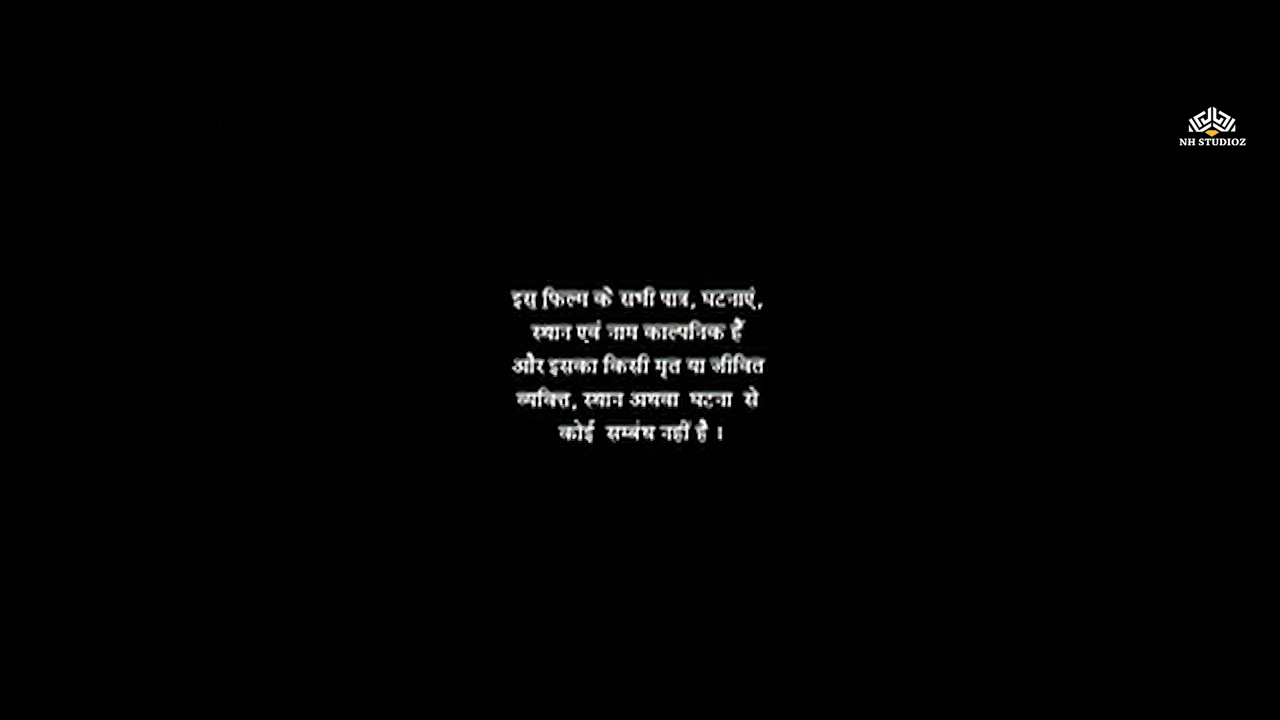 NH STUDIOZ
इस फिल्म के सभी पात्र, घटनाएं,
स्थान एवं नाम काल्पनिक हैं
और इसका किसी मृत या जीवित
व्यक्ति, स्थान अथवा घटना से
कोई सम्बंध नहीं है ।